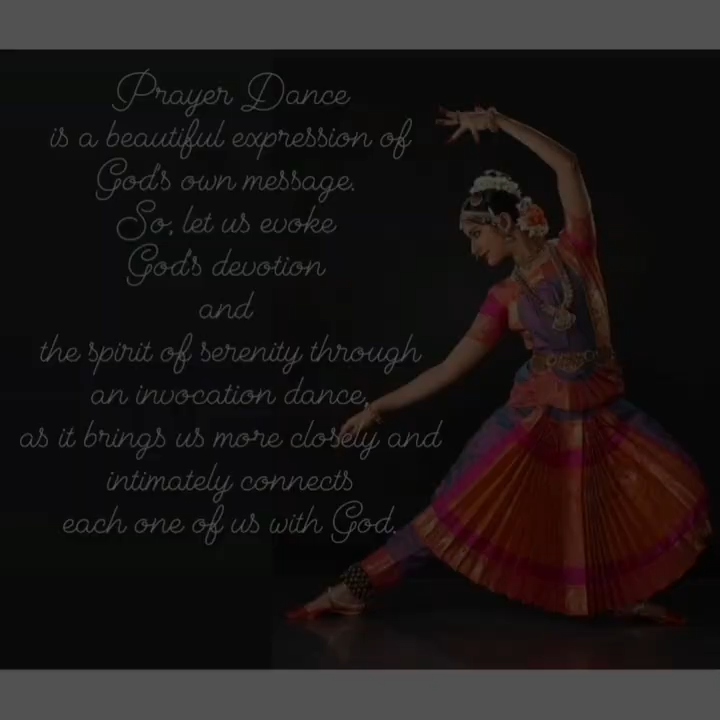 Prayer Dance
is a beautiful expression of
God's own message.
So, let us evoke
God's devotion
and
the spirit of serenity through
an invocation dance,
as it brings us more closely and
intimately connects
each one of us with God.